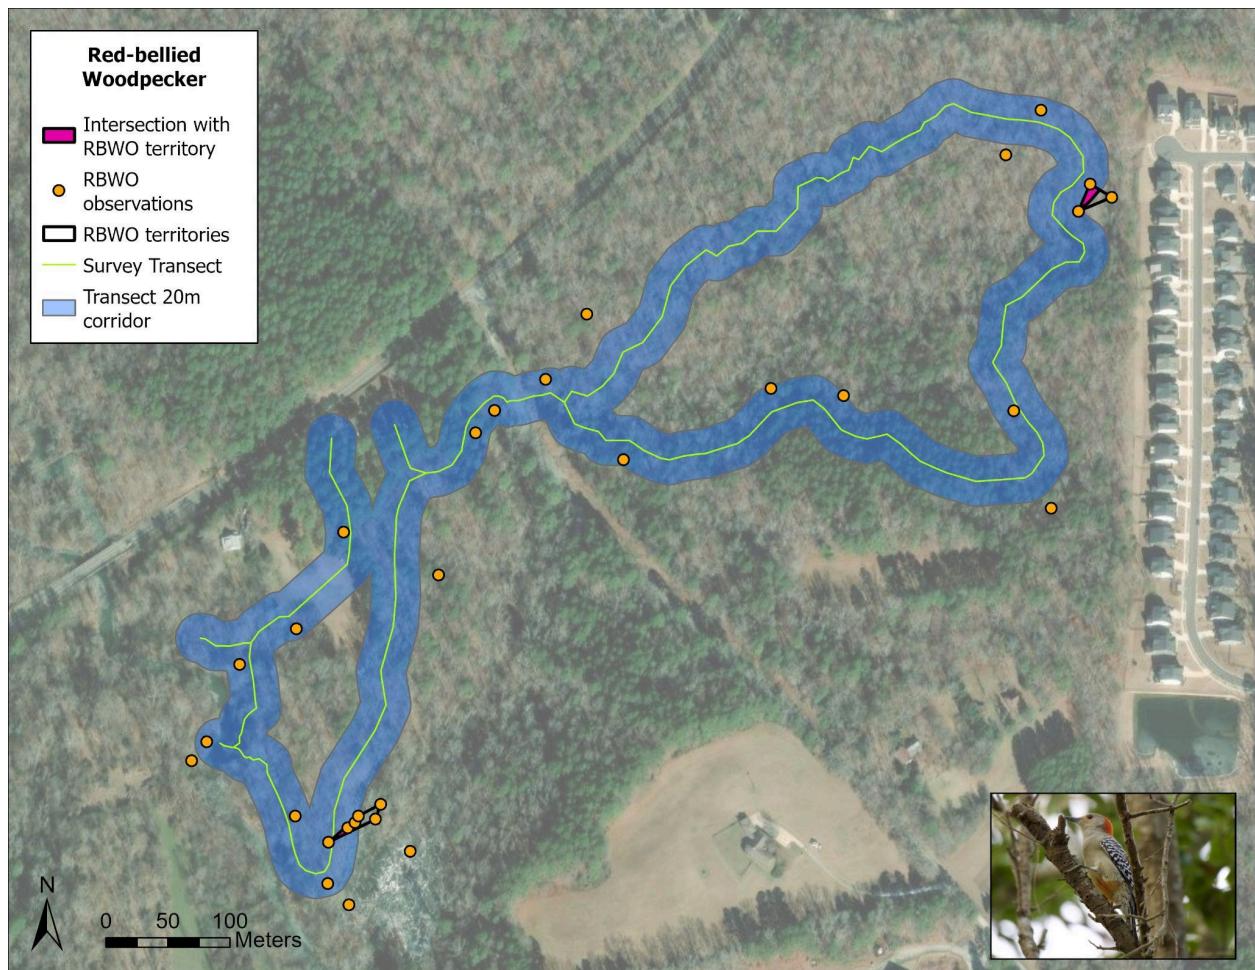 Red-bellied
Woodpecker
Intersection with
RBWO territory
RBWO
observations
RBWO territories
Survey Transect
Transect 20m
corridor
N
0 50 100
Meters